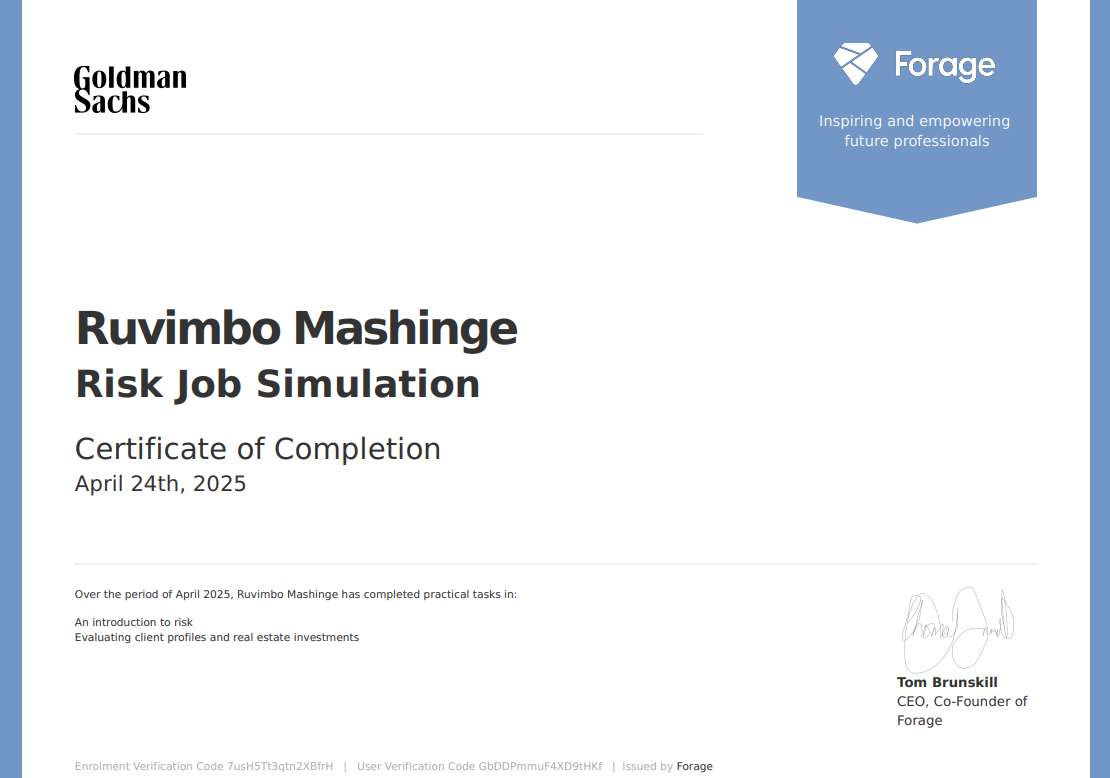 Goldman
Sachs
Forage
Inspiring and empowering
future professionals
Ruvimbo Mashinge
Risk Job Simulation
Certificate of Completion
April 24th, 2025
Over the period of April 2025, Ruvimbo Mashinge has completed practical tasks in:
An introduction to risk
Evaluating client profiles and real estate investments
Tom Brunskill
CEO, Co-Founder of
Forage
Enrolment Verification Code 7usH5Tt3qtn2XBfrH | User Verification Code GbDDPmmuF4XD9tHKf | Issued by Forage